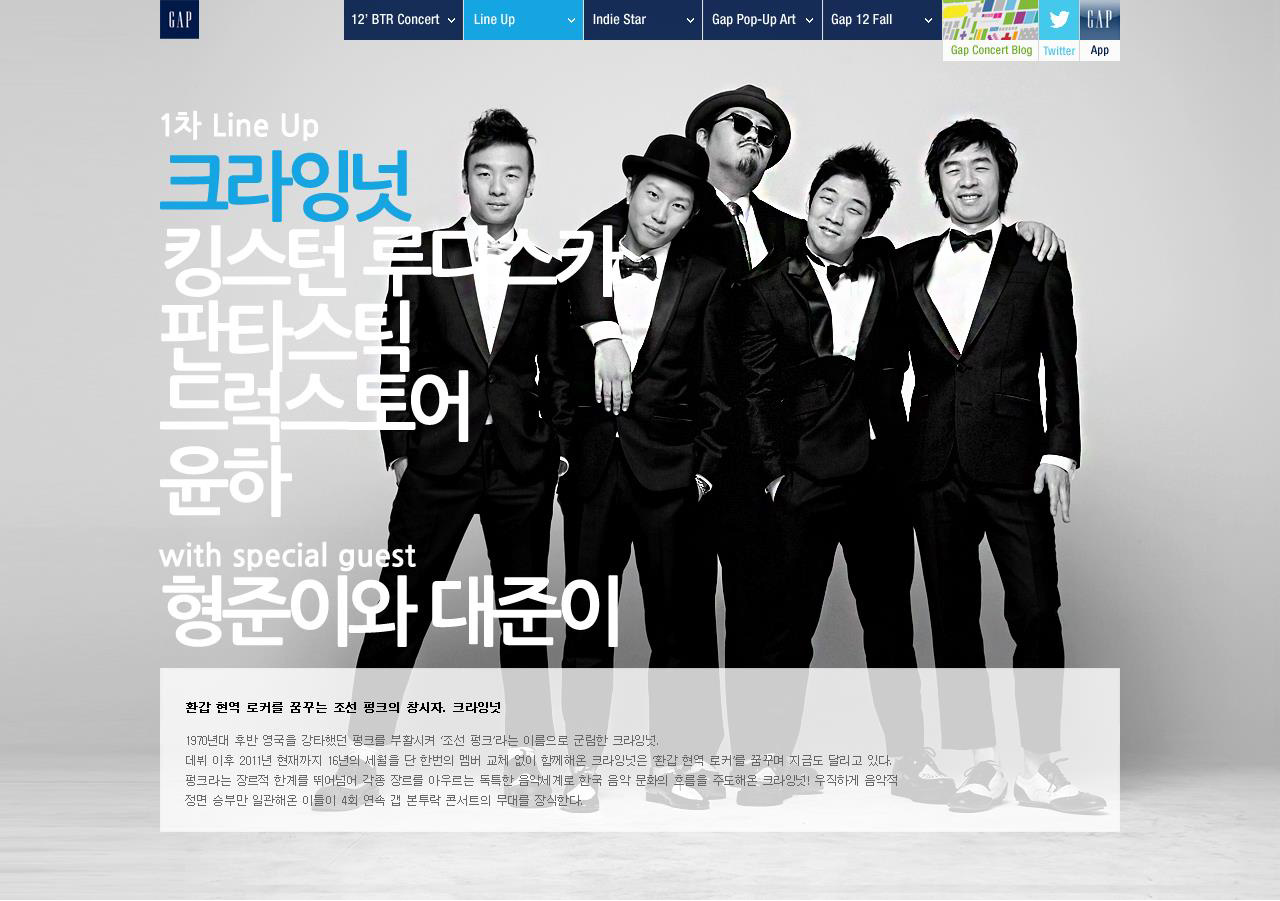 GAP
12' BTR Concert
Line Up
Indie Star
Gap Pop-Up Art
Gap 12 Fall
GAP
Gap Concert Blog
Twitter
App
1차 Line Up
크라잉넛
킹스턴 루디스카
판타스틱
드럭스토어
윤하
with special guest
형준이와 대준이
환갑 현역 로커를 꿈꾸는 조선 펑크의 창시자. 크라잉넛
1970년대 후반 영국을 강타했던 펑크를 부활시켜 '조선 펑크'라는 이름으로 군림한 크라잉넛.
데뷔 이후 2011년 현재까지 16년의 세월을 단 한번의 멤버 교체 없이 함께해온 크라잉넛은 '환갑 현역 로커'를 꿈꾸며 지금도 달리고 있다.
펑크라는 장르적 한계를 뛰어넘어 각종 장르를 아우르는 독특한 음악세계로 한국 음악 문화의 흐름을 주도해온 크라잉넛! 우직하게 음악적
정면 승부만 일관해온 이들이 4회 연속 갭 본투락 콘서트의 무대를 장식한다.